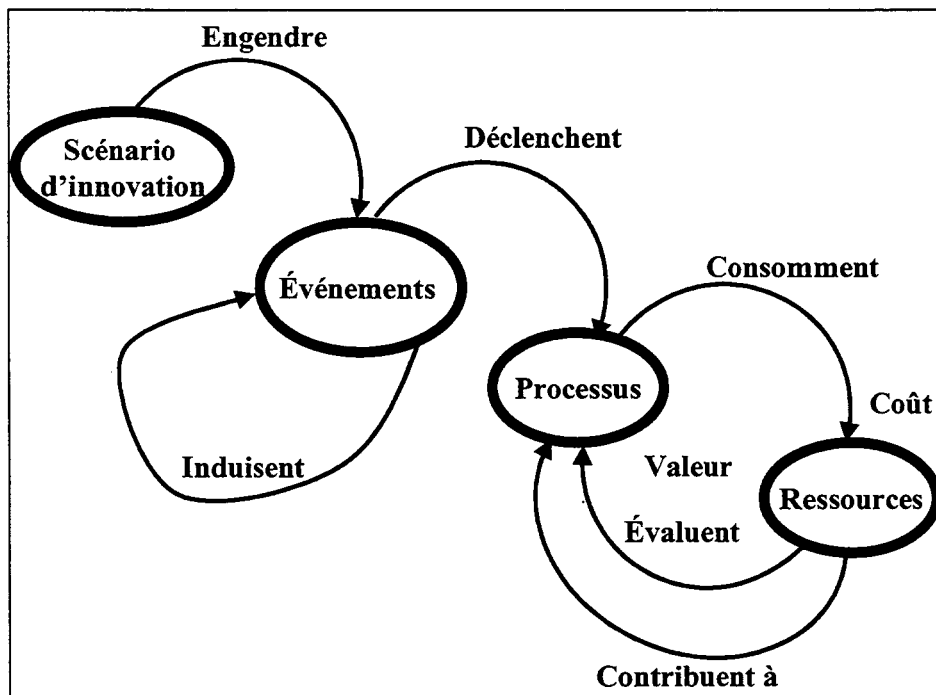 Engendre
Scénario
d'innovation
Déclenchent
Événements
Consomment
Processus
Coût
Induisent
Valeur
Ressources
Évaluent
Contribuent à